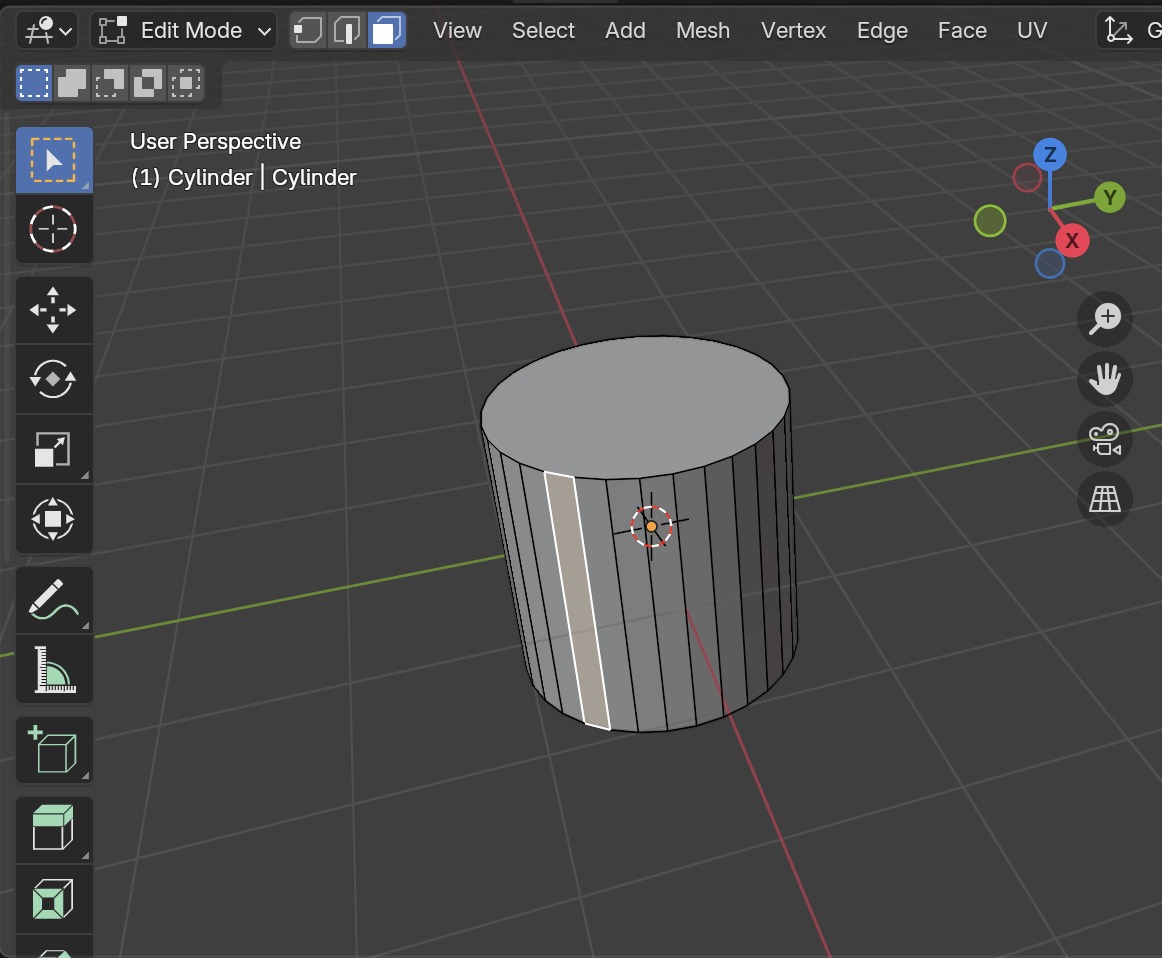 Edit Mode View Select Add Mesh Vertex Edge Face UV G
User Perspective
(1) Cylinder | Cylinder
Z
Y
X